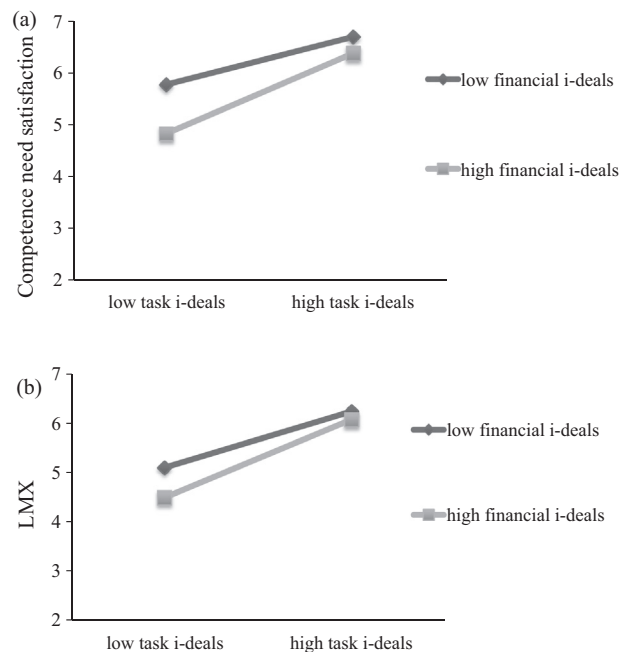 (a)
7
6
5
4
3
2
Competence need satisfaction
low task i-deals
high task i-deals
low financial i-deals
high financial i-deals
(b)
7
6
5
4
3
2
LMX
low task i-deals
high task i-deals
low financial i-deals
high financial i-deals